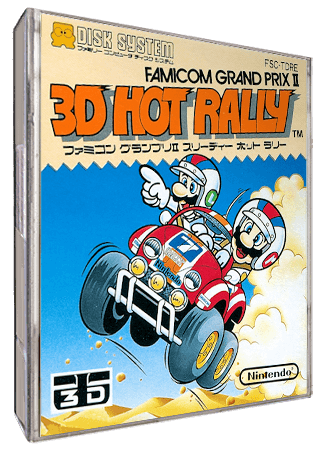 DISK SYSTEM
ファミリー コンピュータ ディスク システム
FSC-TDRE
FAMICOM GRAND PRIX II
3D HOT RALLY™
ファミコン グランプリII スリーディー ホット ラリー
7
Nintendo
3D
Nintendo®